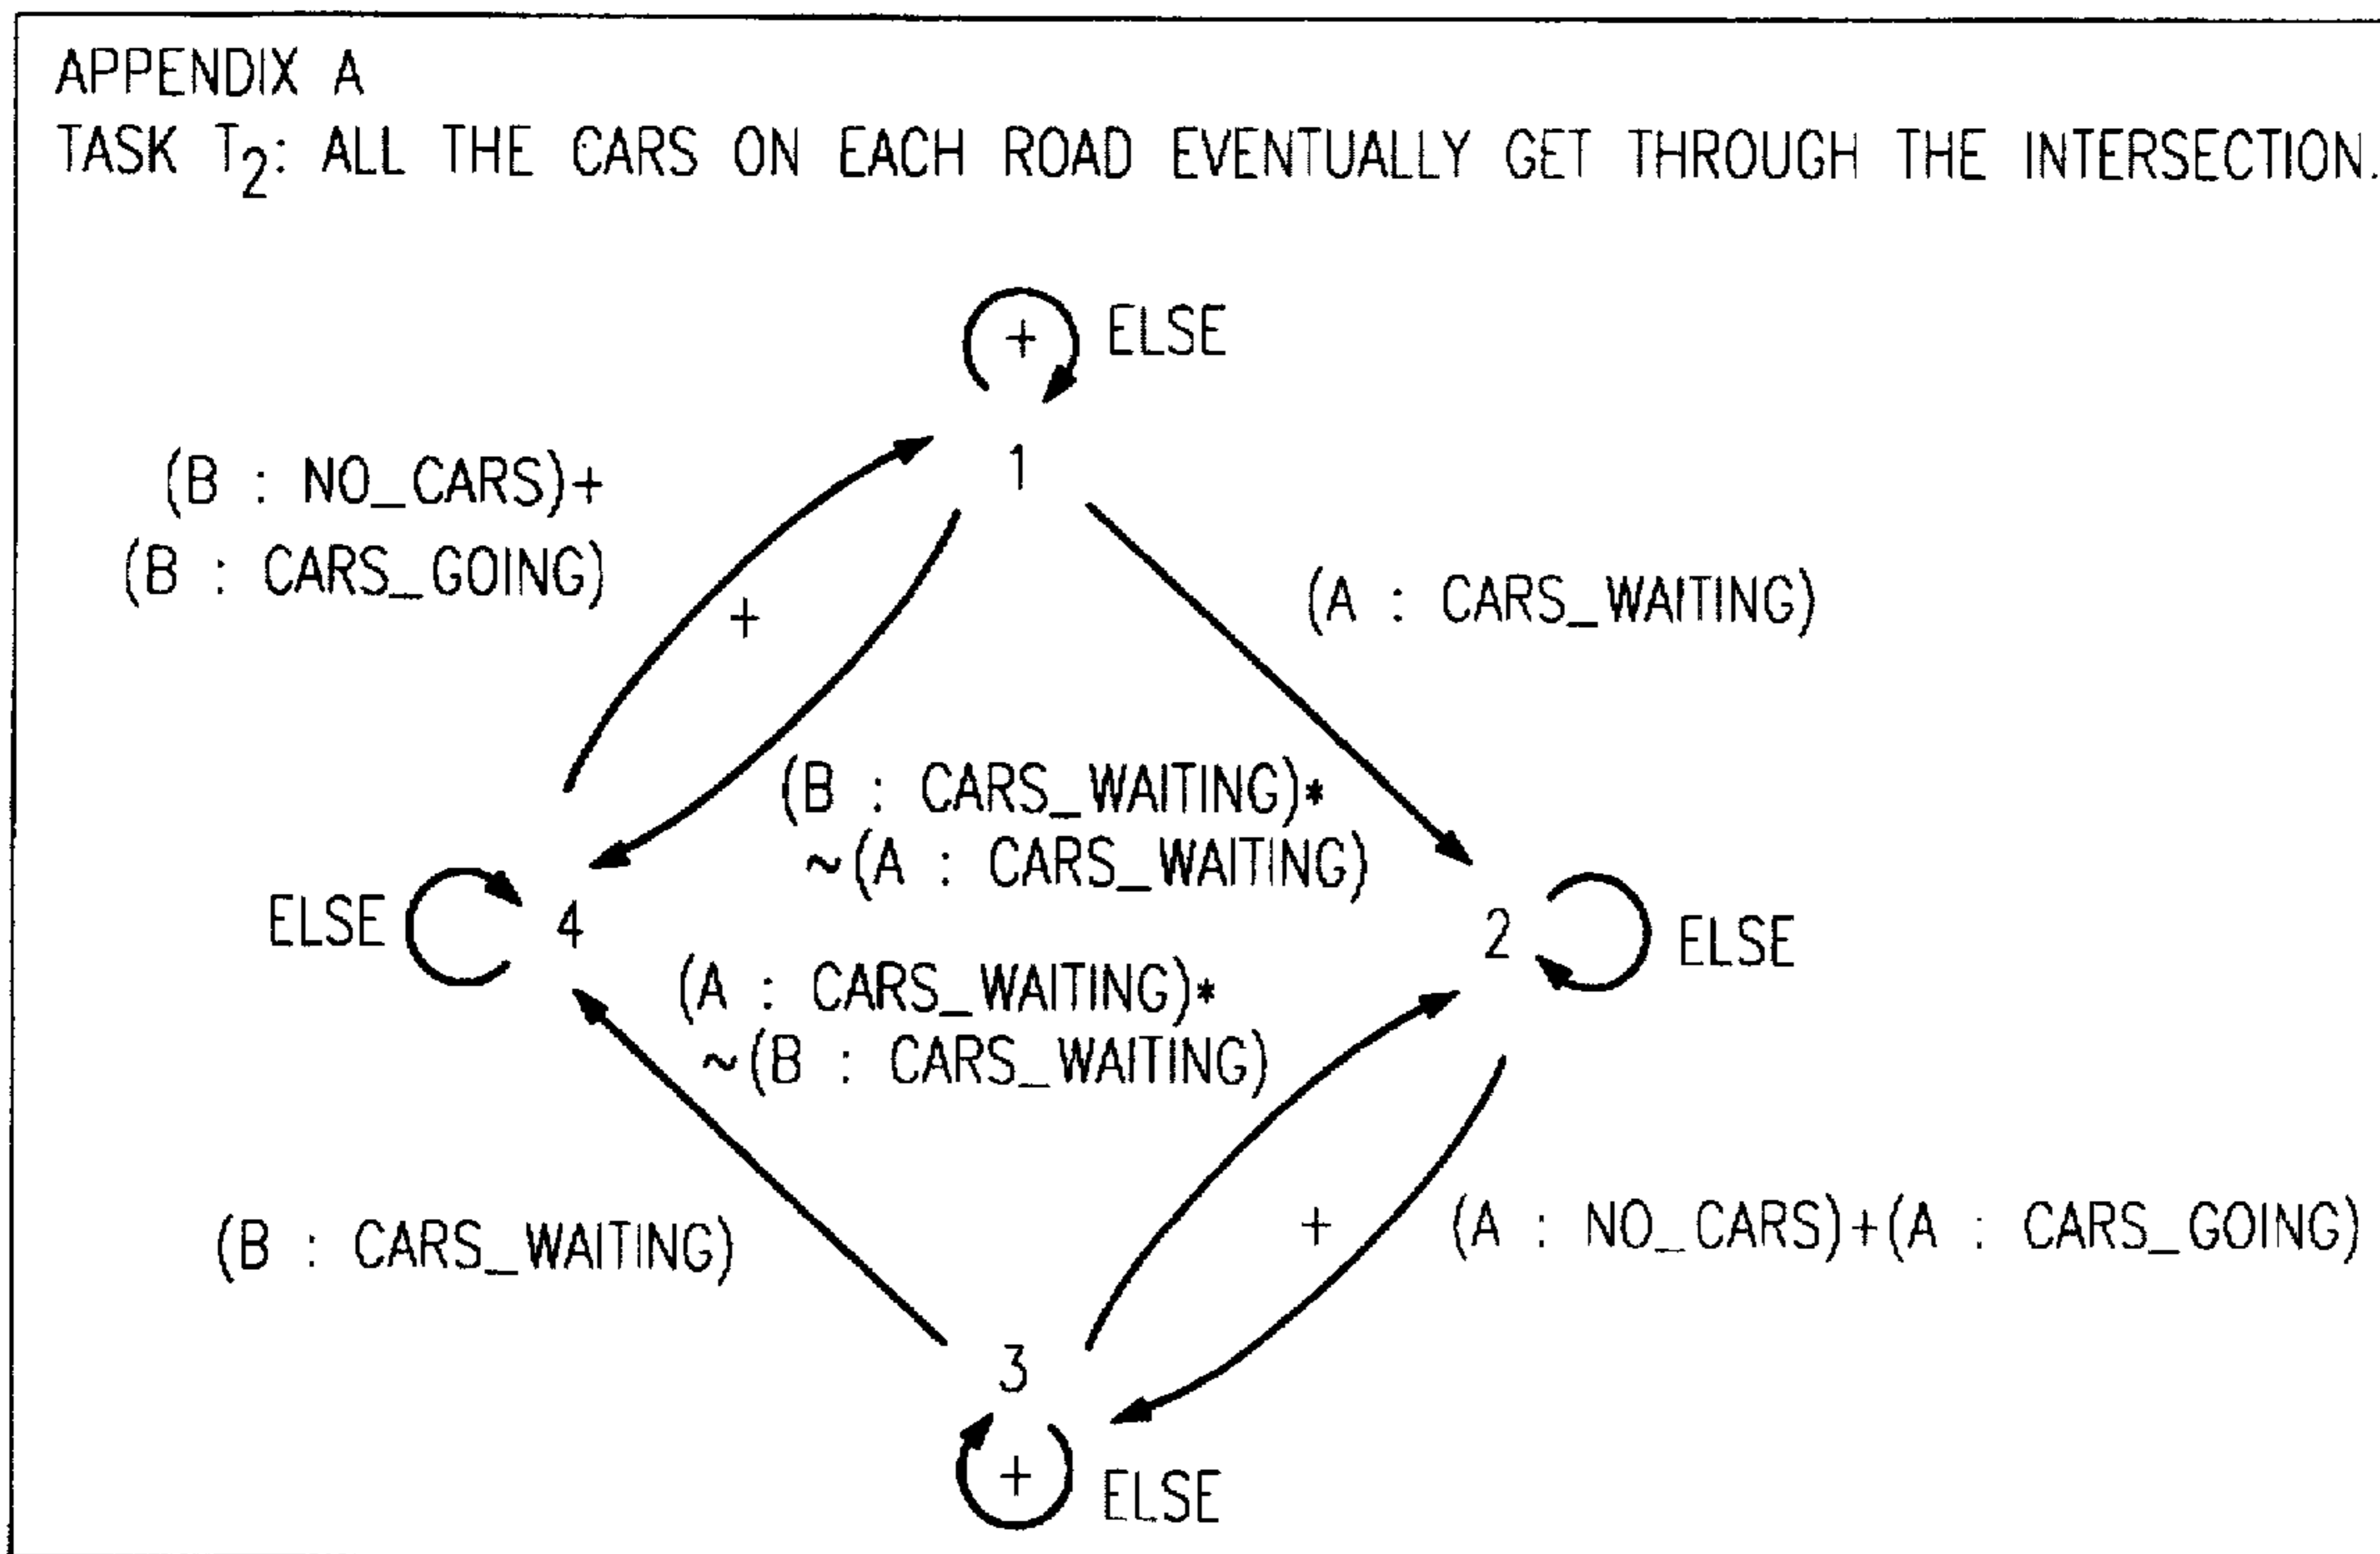 APPENDIX A
TASK T2: ALL THE CARS ON EACH ROAD EVENTUALLY GET THROUGH THE INTERSECTION.
+ ELSE
1
(B : NO_CARS)+
(B : CARS_GOING)
+
(A : CARS_WAITING)
(B : CARS_WAITING)*
~(A : CARS_WAITING)
ELSE 4
2 ELSE
(A : CARS_WAITING)*
~(B : CARS_WAITING)
(B : CARS_WAITING)
+ (A : NO_CARS)+(A : CARS_GOING)
3
+ ELSE